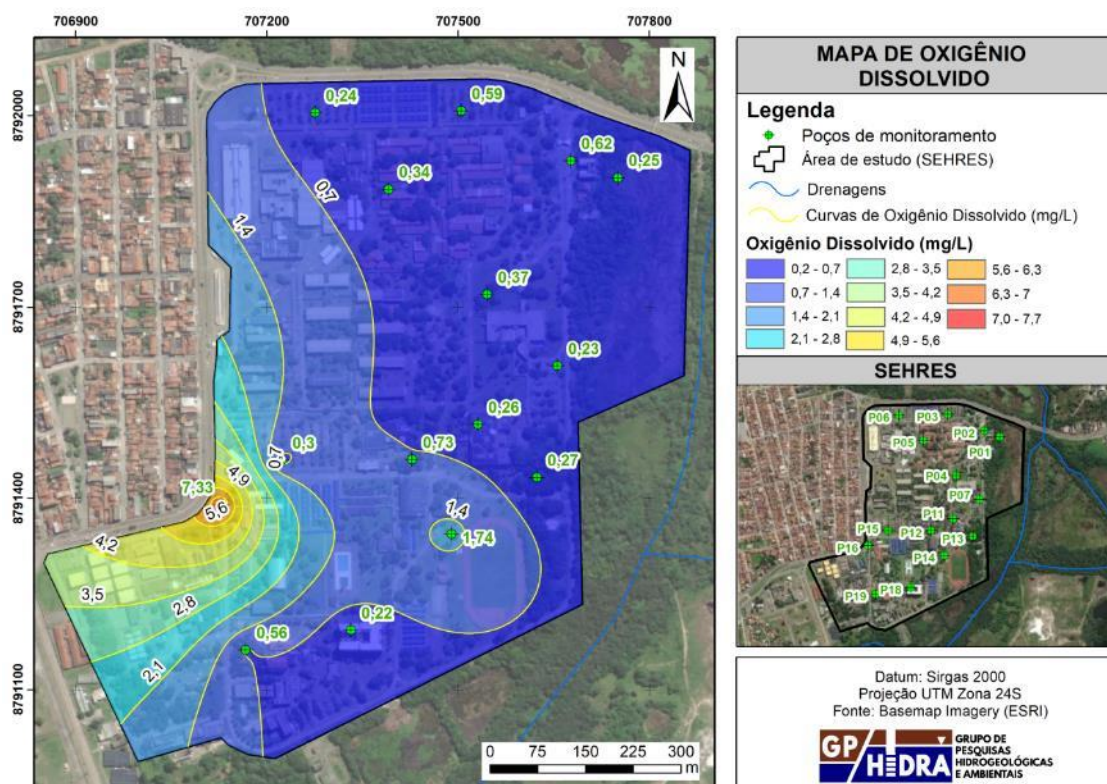 706900
707200
707500
707800
8792000
8791700
8791400
8791100
N
0,24
0,59
0,62
0,25
0,34
0,7
1,4
0,37
0,23
0,26
0,3
0,7
0,73
0,27
4,9
7,33
5,6
4,2
1,4
1,74
3,5
2,8
0,22
0,56
2,1
0 75 150 225 300
m
MAPA DE OXIGÊNIO
DISSOLVIDO
Legenda
Poços de monitoramento
Área de estudo (SEHRES)
Drenagens
Curvas de Oxigênio Dissolvido (mg/L)
Oxigênio Dissolvido (mg/L)
0,2 - 0,7
0,7 - 1,4
1,4 - 2,1
2,1 - 2,8
2,8 - 3,5
3,5 - 4,2
4,2 - 4,9
4,9 - 5,6
5,6 - 6,3
6,3 - 7
7,0 - 7,7
SEHRES
P06
P03
P02
P05
P01
P04
P07
P11
P15
P12
P13
P16
P14
P18
P19
Datum: Sirgas 2000
Projeção UTM Zona 24S
Fonte: Basemap Imagery (ESRI)
GP HIDRA
GRUPO DE
PESQUISAS
HIDROGEOLÓGICAS
E AMBIENTAIS